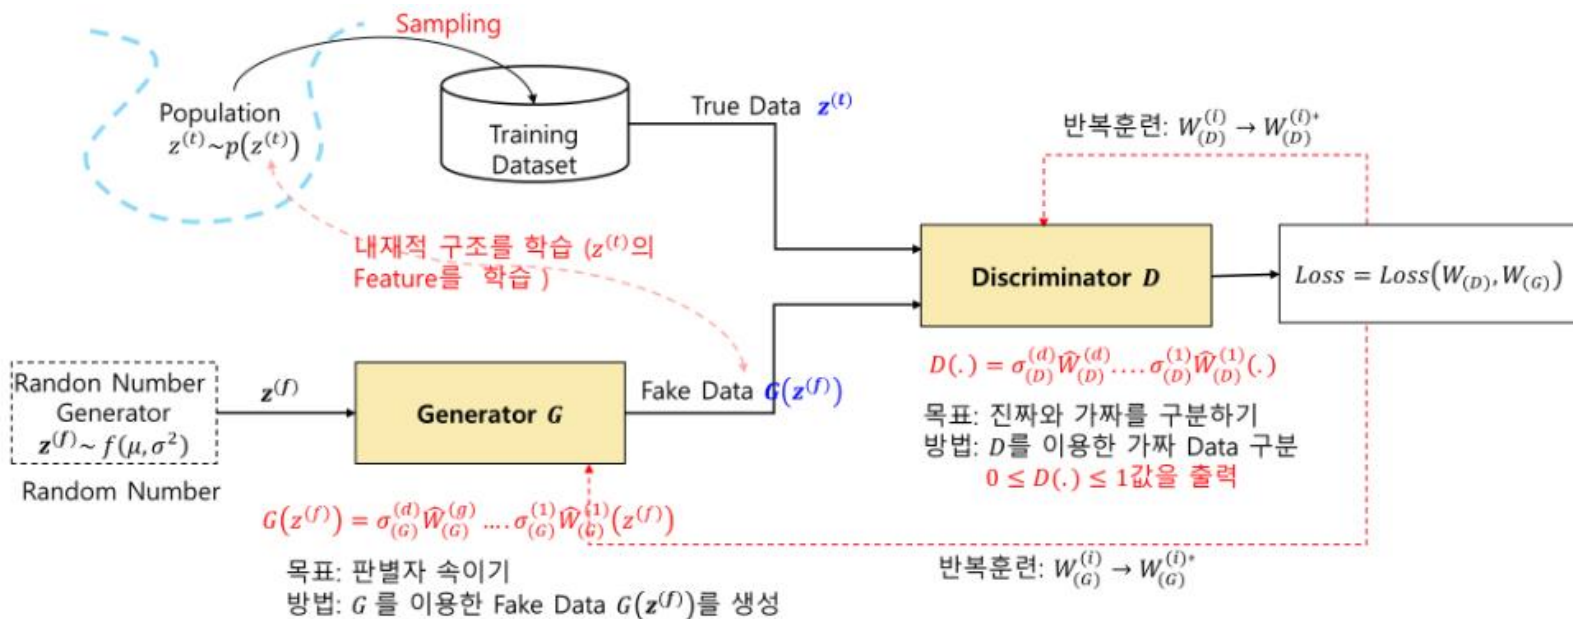 Sampling
Population
z^(t)~p(z^(t))
Training
Dataset
True Data z^(t)
반복훈련: W_(D)^(i) → W_(D)^(i)*
내재적 구조를 학습 (z^(t)의
Feature를 학습 )
Discriminator D
Loss = Loss(W_(D), W_(G))
Randon Number
Generator
z^(f)~ f(μ, σ²)
Random Number
z^(f)
Generator G
Fake Data G(z^(f))
D(.) = σ_(D)^(d) Ŵ_(D)^(d) .... σ_(D)^(1) Ŵ_(D)^(1)(.)
목표: 진짜와 가짜를 구분하기
방법: D를 이용한 가짜 Data 구분
0 ≤ D(.) ≤ 1값을 출력
G(z^(f)) = σ_(G)^(d) Ŵ_(G)^(g) .... σ_(G)^(1) Ŵ_(G)^(1)(z^(f))
목표: 판별자 속이기
방법: G 를 이용한 Fake Data G(z^(f))를 생성
반복훈련: W_(G)^(i) → W_(G)^(i)*